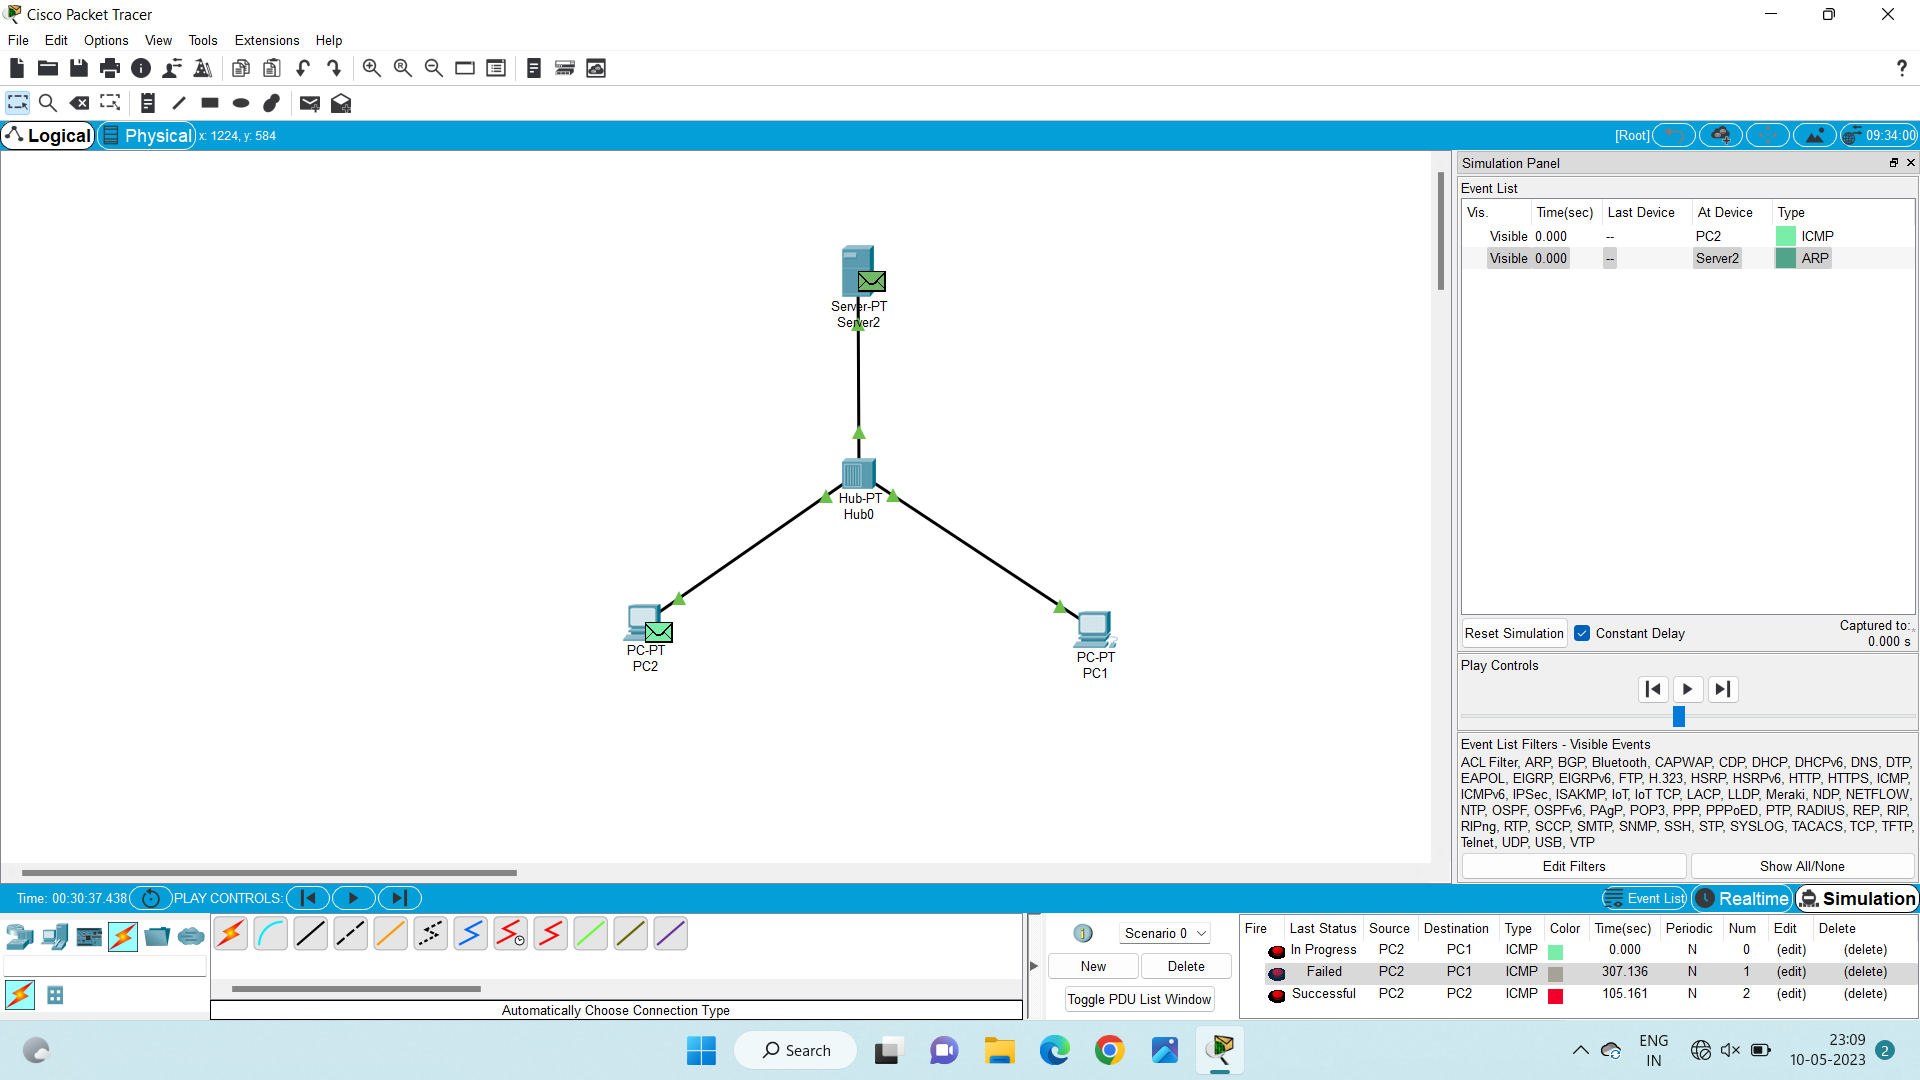 Cisco Packet Tracer
File Edit Options View Tools Extensions Help
Logical Physical x: 1224, y: 584 [Root] 09:34:00
Server-PT
Server2
Hub-PT
Hub0
PC-PT
PC2
PC-PT
PC1
Simulation Panel
Event List
Vis. Time(sec) Last Device At Device Type
Visible 0.000 -- PC2 ICMP
Visible 0.000 -- Server2 ARP
Reset Simulation Constant Delay Captured to:
0.000 s
Play Controls
Event List Filters - Visible Events
ACL Filter, ARP, BGP, Bluetooth, CAPWAP, CDP, DHCP, DHCPv6, DNS, DTP,
EAPOL, EIGRP, EIGRPv6, FTP, H.323, HSRP, HSRPv6, HTTP, HTTPS, ICMP,
ICMPv6, IPSec, ISAKMP, IoT, IoT TCP, LACP, LLDP, Meraki, NDP, NETFLOW,
NTP, OSPF, OSPFv6, PAgP, POP3, PPP, PPPoED, PTP, RADIUS, REP, RIP,
RIPng, RTP, SCCP, SMTP, SNMP, SSH, STP, SYSLOG, TACACS, TCP, TFTP,
Telnet, UDP, USB, VTP
Edit Filters Show All/None
Time: 00:30:37.438 PLAY CONTROLS: Event List Realtime Simulation
Automatically Choose Connection Type
Scenario 0
New Delete
Toggle PDU List Window
Fire Last Status Source Destination Type Color Time(sec) Periodic Num Edit Delete
In Progress PC2 PC1 ICMP 0.000 N 0 (edit) (delete)
Failed PC2 PC1 ICMP 307.136 N 1 (edit) (delete)
Successful PC2 PC2 ICMP 105.161 N 2 (edit) (delete)
Search
ENG
IN
23:09
10-05-2023
2